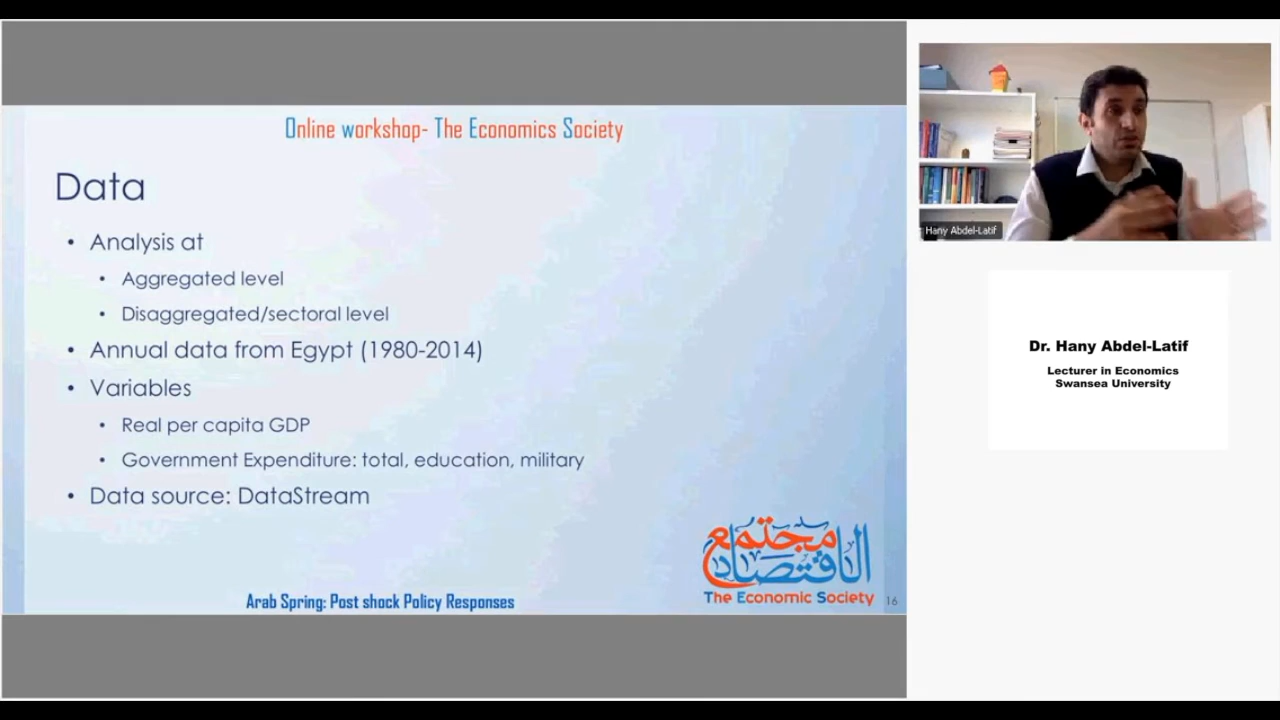 Online workshop- The Economics Society
Data
• Analysis at
• Aggregated level
• Disaggregated/sectoral level
• Annual data from Egypt (1980-2014)
• Variables
• Real per capita GDP
• Government Expenditure: total, education, military
• Data source: DataStream
مجتمع
الاقتصاد
The Economic Society
Arab Spring: Post shock Policy Responses
16
Hany Abdel-Latif
Dr. Hany Abdel-Latif
Lecturer in Economics
Swansea University